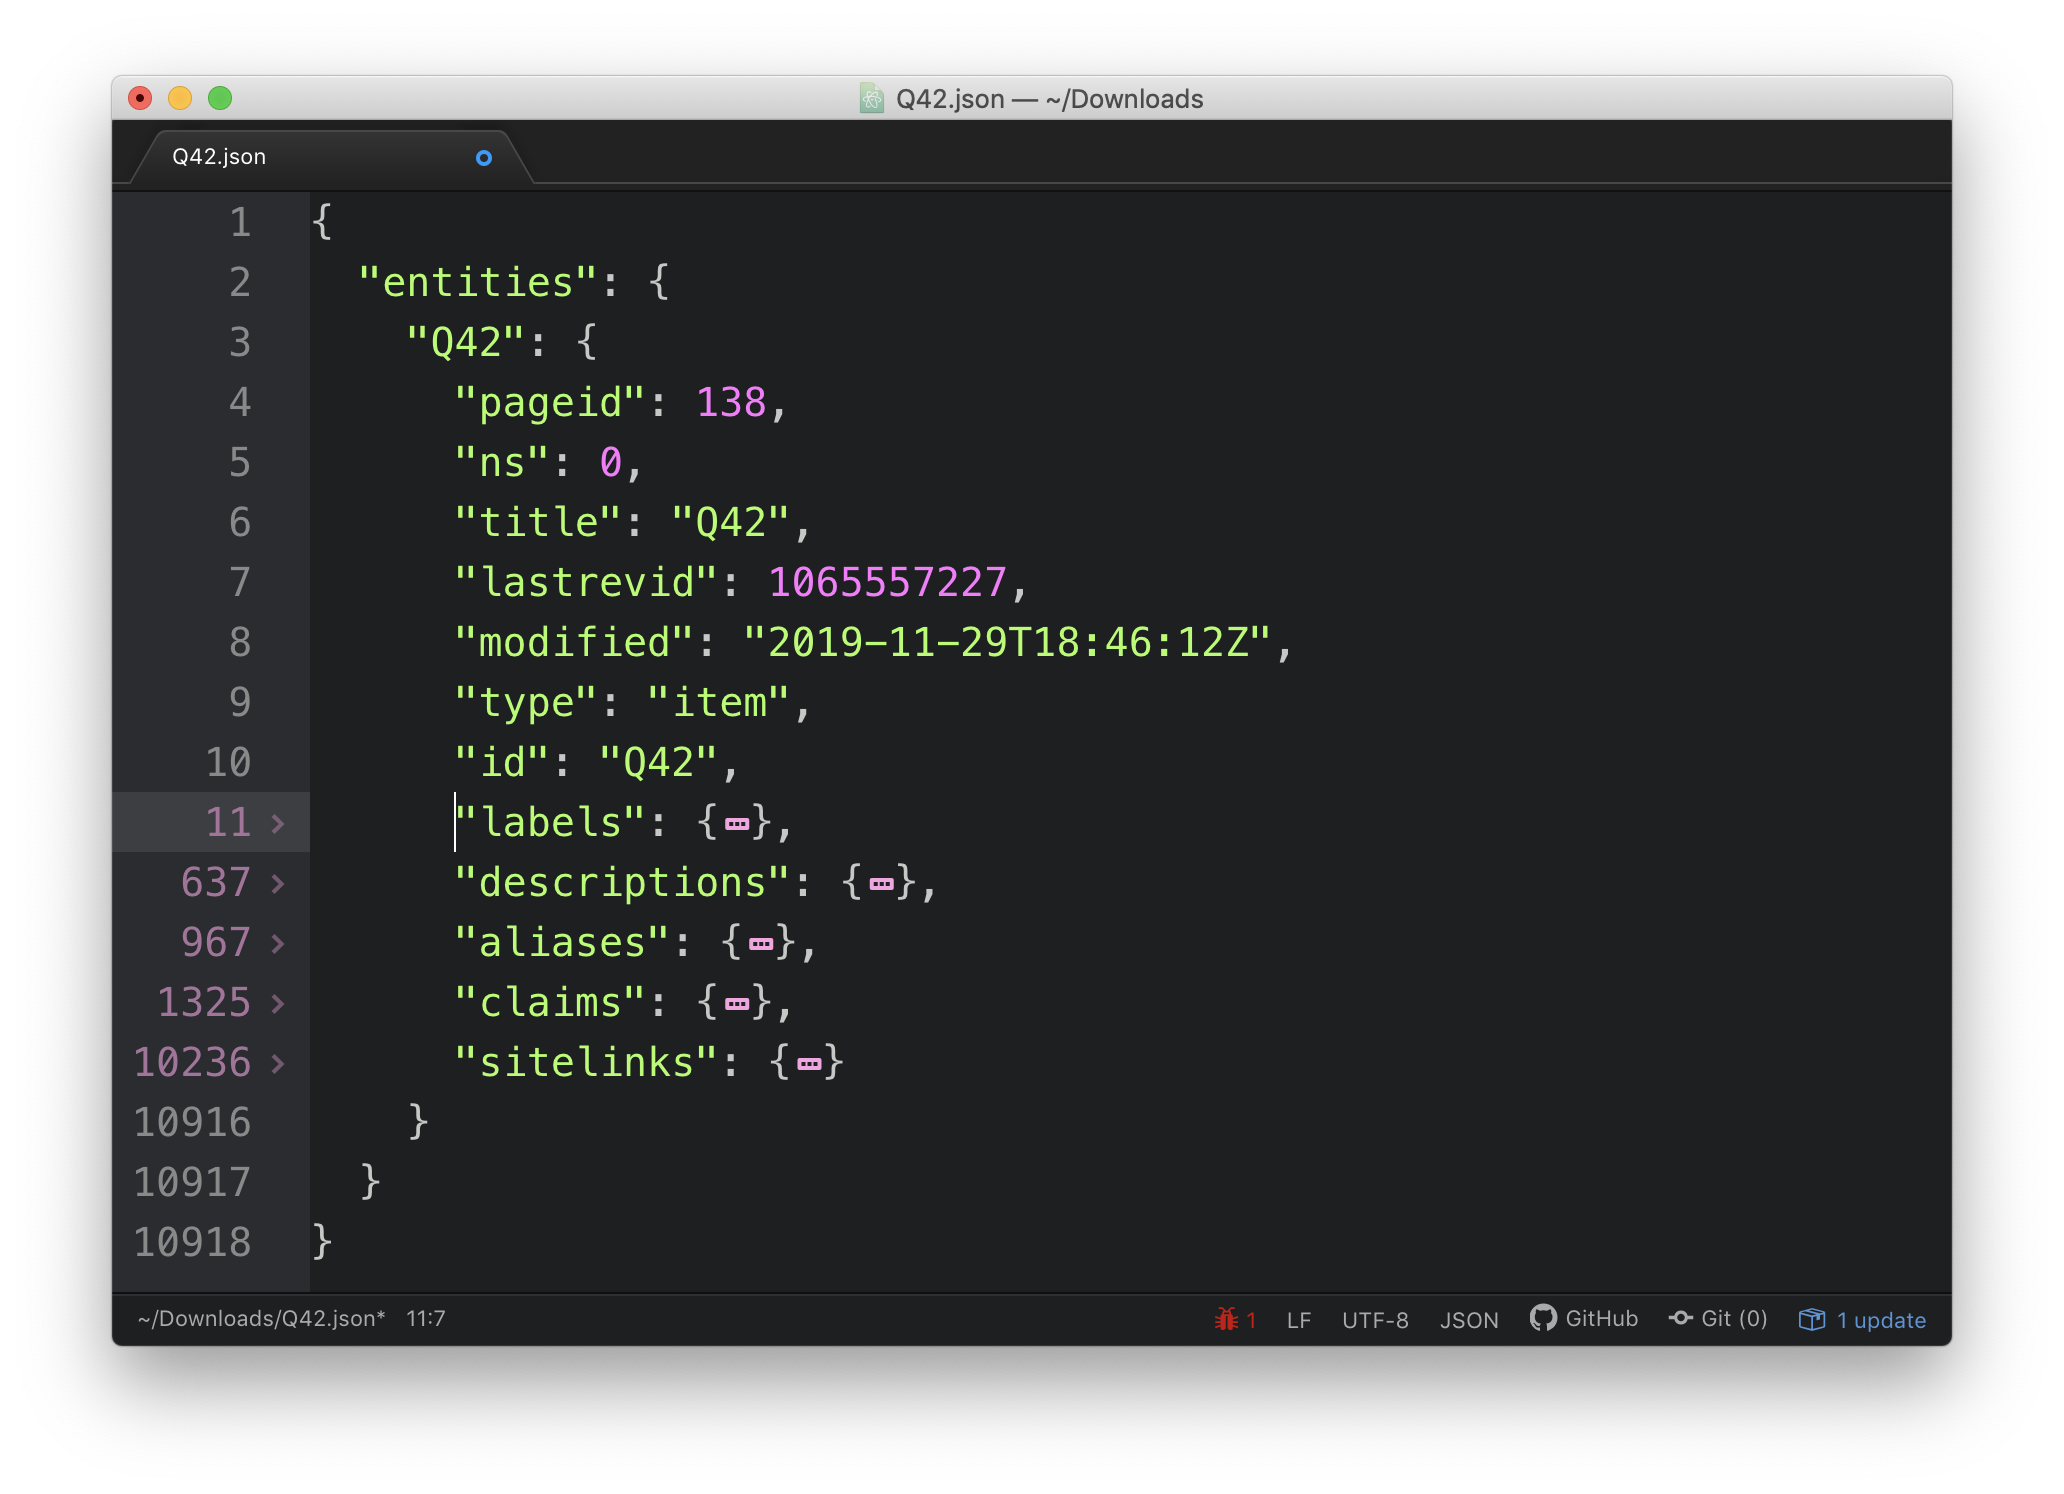 Q42.json — ~/Downloads
Q42.json
1 {
2 "entities": {
3 "Q42": {
4 "pageid": 138,
5 "ns": 0,
6 "title": "Q42",
7 "lastrevid": 1065557227,
8 "modified": "2019-11-29T18:46:12Z",
9 "type": "item",
10 "id": "Q42",
11 "labels": {…},
637 "descriptions": {…},
967 "aliases": {…},
1325 "claims": {…},
10236 "sitelinks": {…}
10916 }
10917 }
10918 }
~/Downloads/Q42.json* 11:7 1 LF UTF-8 JSON GitHub Git (0) 1 update